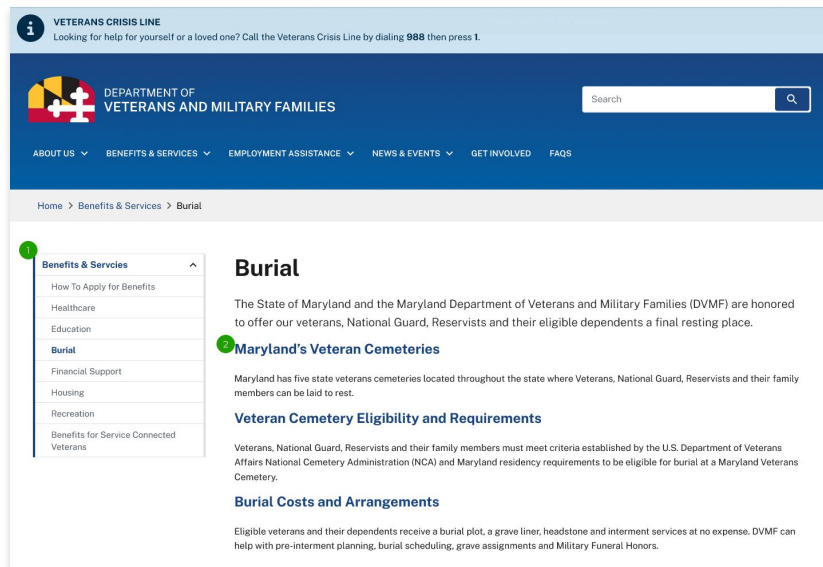 VETERANS CRISIS LINE
Looking for help for yourself or a loved one? Call the Veterans Crisis Line by dialing 988 then press 1.
DEPARTMENT OF
VETERANS AND MILITARY FAMILIES
Search
ABOUT US
BENEFITS & SERVICES
EMPLOYMENT ASSISTANCE
NEWS & EVENTS
GET INVOLVED
FAQS
Home > Benefits & Services > Burial
1
Benefits & Servcies
How To Apply for Benefits
Healthcare
Education
Burial
Financial Support
Housing
Recreation
Benefits for Service Connected
Veterans
Burial
The State of Maryland and the Maryland Department of Veterans and Military Families (DVMF) are honored
to offer our veterans, National Guard, Reservists and their eligible dependents a final resting place.
2
Maryland's Veteran Cemeteries
Maryland has five state veterans cemeteries located throughout the state where Veterans, National Guard, Reservists and their family
members can be laid to rest.
Veteran Cemetery Eligibility and Requirements
Veterans, National Guard, Reservists and their family members must meet criteria established by the U.S. Department of Veterans
Affairs National Cemetery Administration (NCA) and Maryland residency requirements to be eligible for burial at a Maryland Veterans
Cemetery.
Burial Costs and Arrangements
Eligible veterans and their dependents receive a burial plot, a grave liner, headstone and interment services at no expense. DVMF can
help with pre-interment planning, burial scheduling, grave assignments and Military Funeral Honors.